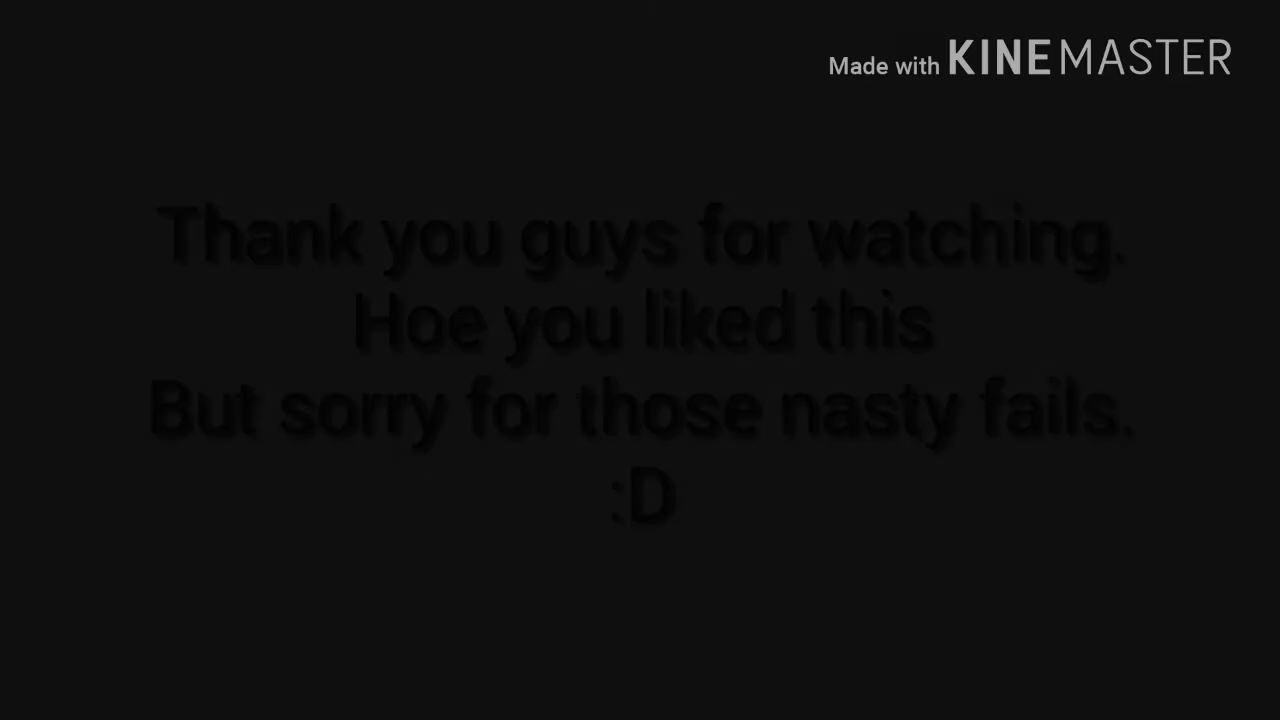 Made with KINEMASTER
Thank you guys for watching.
Hoe you liked this
But sorry for those nasty fails.
:D